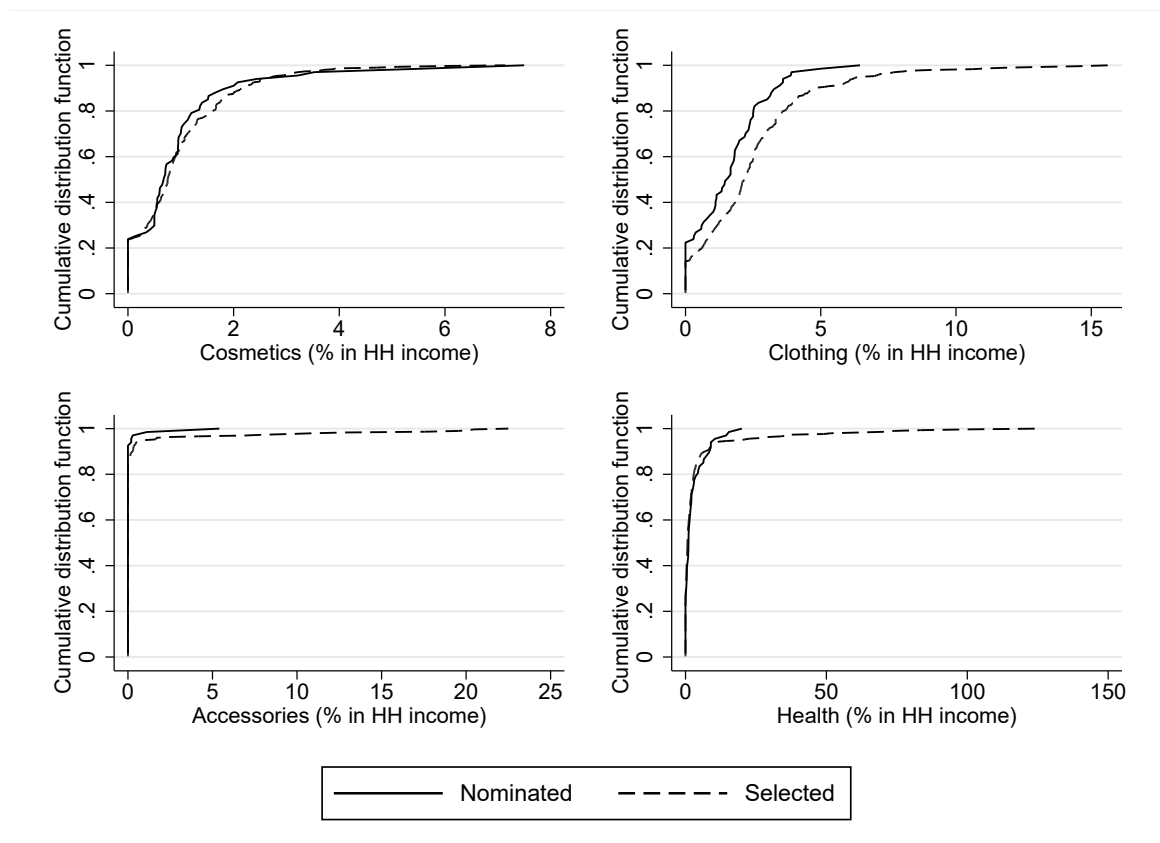 Cumulative distribution function
1
.8
.6
.4
.2
0
0 2 4 6 8
Cosmetics (% in HH income)
Cumulative distribution function
1
.8
.6
.4
.2
0
0 5 10 15
Clothing (% in HH income)
Cumulative distribution function
1
.8
.6
.4
.2
0
0 5 10 15 20 25
Accessories (% in HH income)
Cumulative distribution function
1
.8
.6
.4
.2
0
0 50 100 150
Health (% in HH income)
Nominated Selected